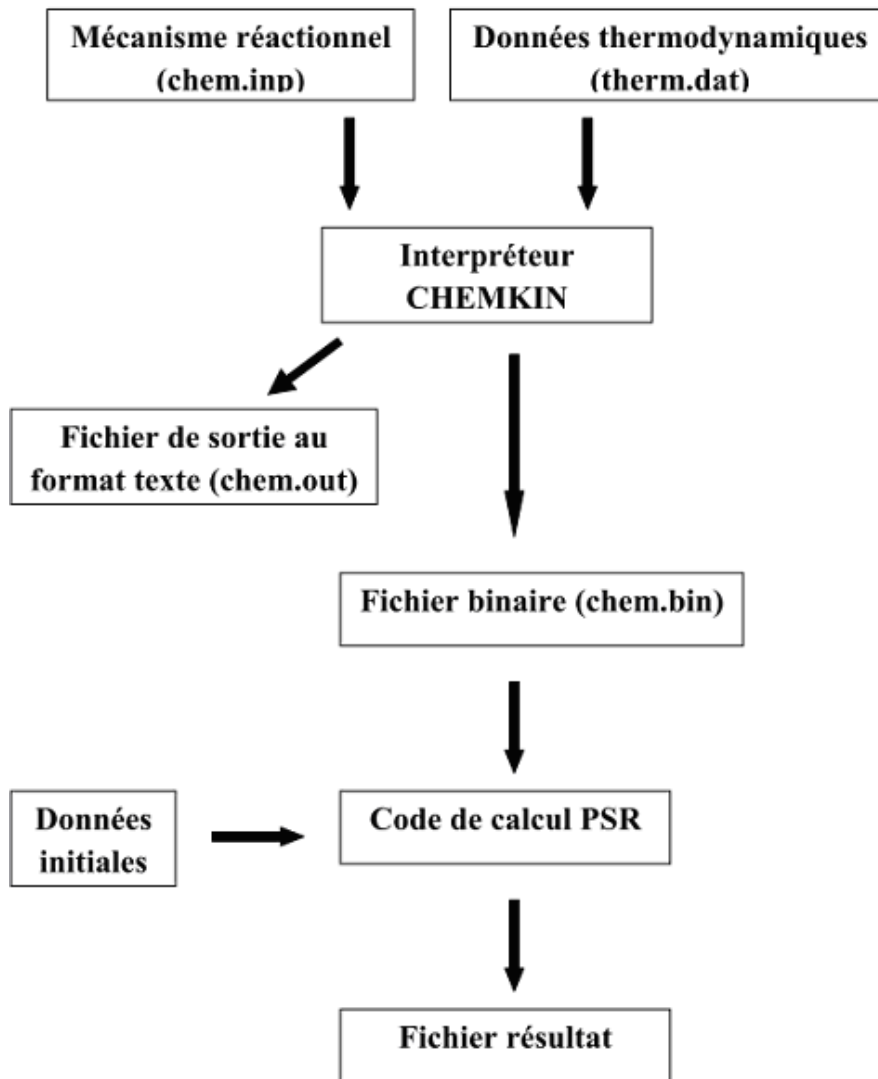 Mécanisme réactionnel
(chem.inp)
Données thermodynamiques
(therm.dat)
Interpréteur
CHEMKIN
Fichier de sortie au
format texte (chem.out)
Fichier binaire (chem.bin)
Données
initiales
Code de calcul PSR
Fichier résultat